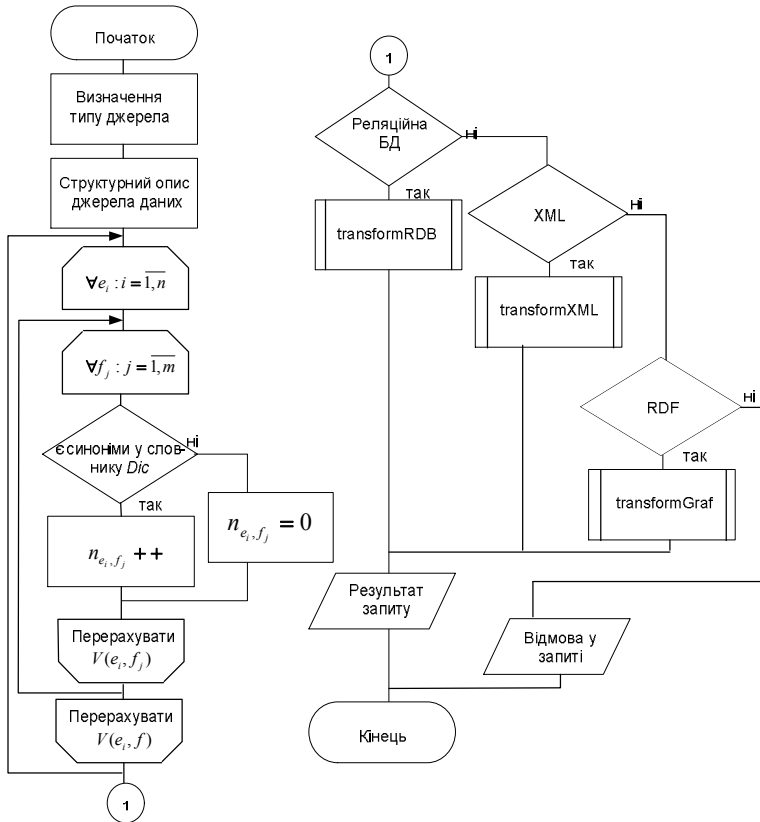 Початок
Визначення
типу джерела
Структурний опис
джерела даних
∀e_i : i = \overline{1,n}
∀f_j : j = \overline{1,m}
є синоніми у слов-
нику Dic
ні
так
n_{e_i,f_j} ++
n_{e_i,f_j} = 0
Перерахувати
V(e_i, f_j)
Перерахувати
V(e_i, f)
1
1
Реляційна
БД
ні
так
transformRDB
XML
ні
так
transformXML
RDF
ні
так
transformGraf
Результат
запиту
Відмова у
запиті
Кінець